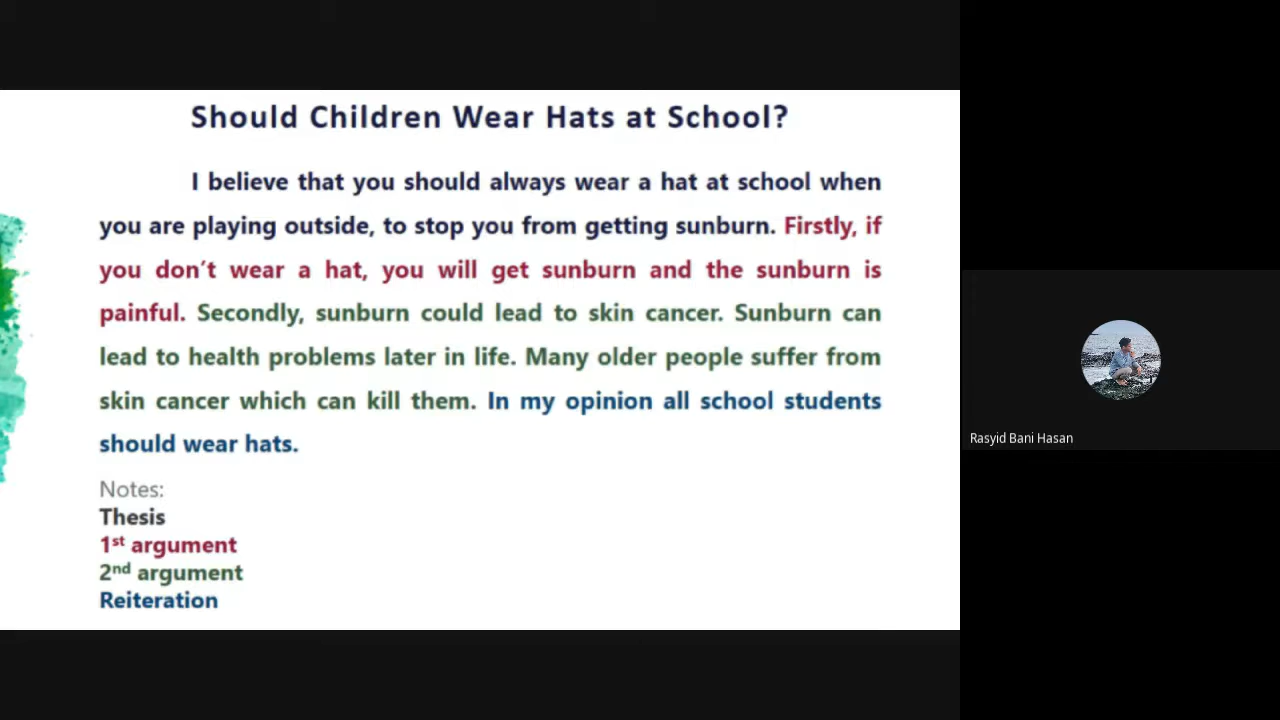 Should Children Wear Hats at School?
I believe that you should always wear a hat at school when
you are playing outside, to stop you from getting sunburn. Firstly, if
you don't wear a hat, you will get sunburn and the sunburn is
painful. Secondly, sunburn could lead to skin cancer. Sunburn can
lead to health problems later in life. Many older people suffer from
skin cancer which can kill them. In my opinion all school students
should wear hats.
Notes:
Thesis
1st argument
2nd argument
Reiteration
Rasyid Bani Hasan